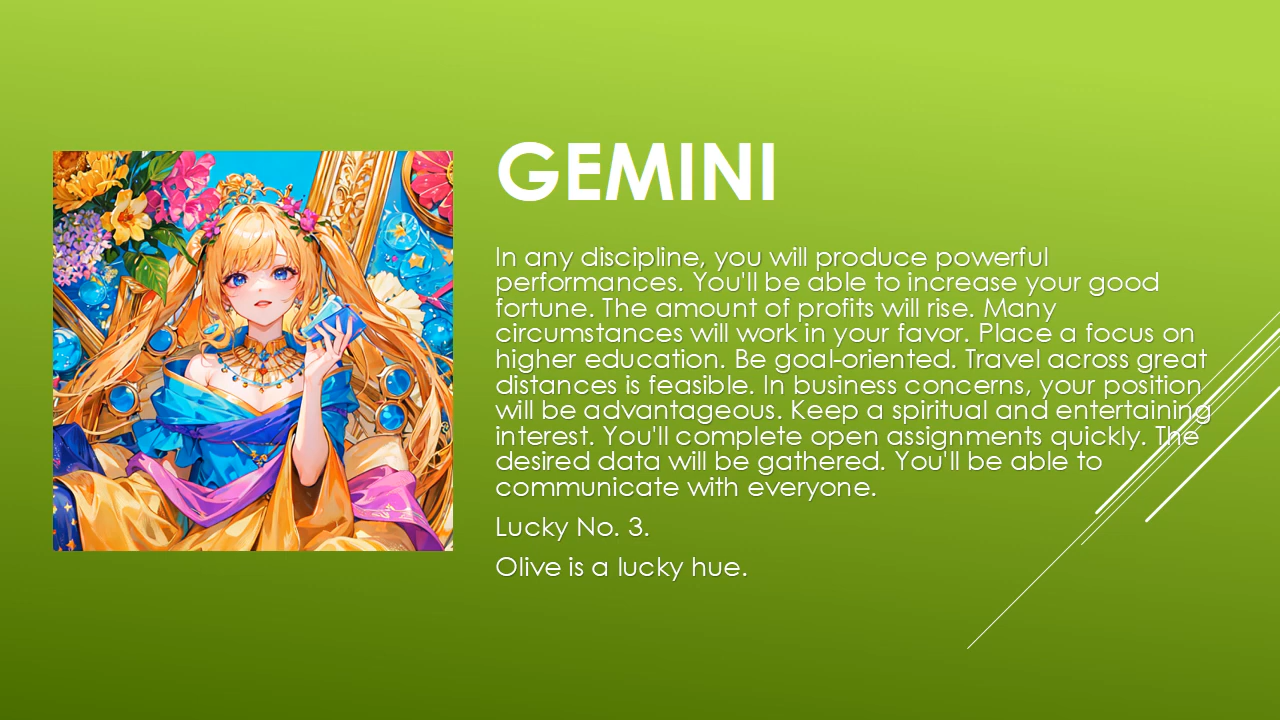 GEMINI
In any discipline, you will produce powerful
performances. You'll be able to increase your good
fortune. The amount of profits will rise. Many
circumstances will work in your favor. Place a focus on
higher education. Be goal-oriented. Travel across great
distances is feasible. In business concerns, your position
will be advantageous. Keep a spiritual and entertaining
interest. You'll complete open assignments quickly. The
desired data will be gathered. You'll be able to
communicate with everyone.
Lucky No. 3.
Olive is a lucky hue.